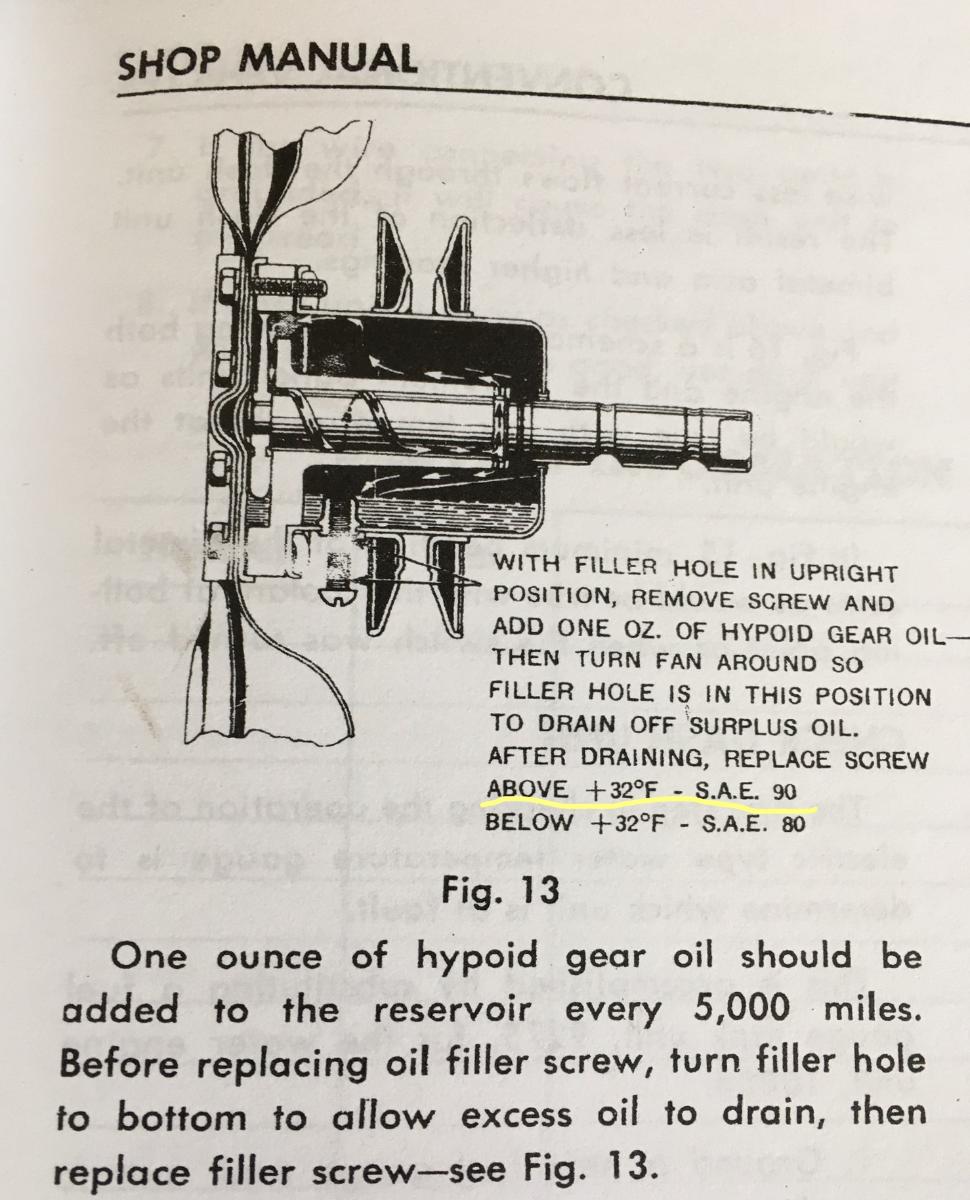 SHOP MANUAL
WITH FILLER HOLE IN UPRIGHT
POSITION, REMOVE SCREW AND
ADD ONE OZ. OF HYPOID GEAR OIL—
THEN TURN FAN AROUND SO
FILLER HOLE IS IN THIS POSITION
TO DRAIN OFF SURPLUS OIL.
AFTER DRAINING, REPLACE SCREW
ABOVE +32°F - S.A.E. 90
BELOW +32°F - S.A.E. 80
Fig. 13
One ounce of hypoid gear oil should be
added to the reservoir every 5,000 miles.
Before replacing oil filler screw, turn filler hole
to bottom to allow excess oil to drain, then
replace filler screw—see Fig. 13.